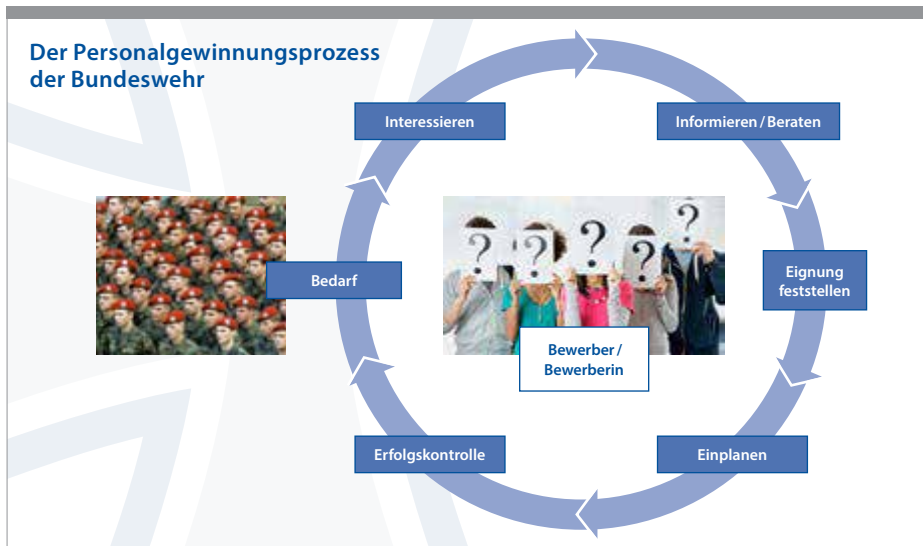 Der Personalgewinnungsprozess
der Bundeswehr
Interessieren
Informieren / Beraten
Bedarf
Eignung
feststellen
?
?
?
?
?
Bewerber /
Bewerberin
Erfolgskontrolle
Einplanen